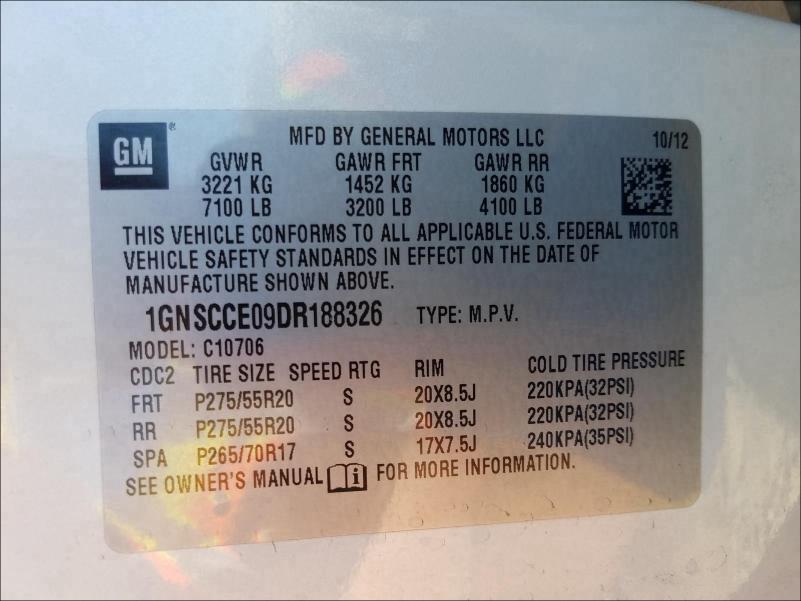 GM® MFD BY GENERAL MOTORS LLC 10/12
GVWR GAWR FRT GAWR RR
3221 KG 1452 KG 1860 KG
7100 LB 3200 LB 4100 LB
THIS VEHICLE CONFORMS TO ALL APPLICABLE U.S. FEDERAL MOTOR
VEHICLE SAFETY STANDARDS IN EFFECT ON THE DATE OF
MANUFACTURE SHOWN ABOVE.
1GNSCCE09DR188326 TYPE: M.P.V.
MODEL: C10706
CDC2 TIRE SIZE SPEED RTG RIM COLD TIRE PRESSURE
FRT P275/55R20 S 20X8.5J 220KPA(32PSI)
RR P275/55R20 S 20X8.5J 220KPA(32PSI)
SPA P265/70R17 S 17X7.5J 240KPA(35PSI)
SEE OWNER'S MANUAL i FOR MORE INFORMATION.